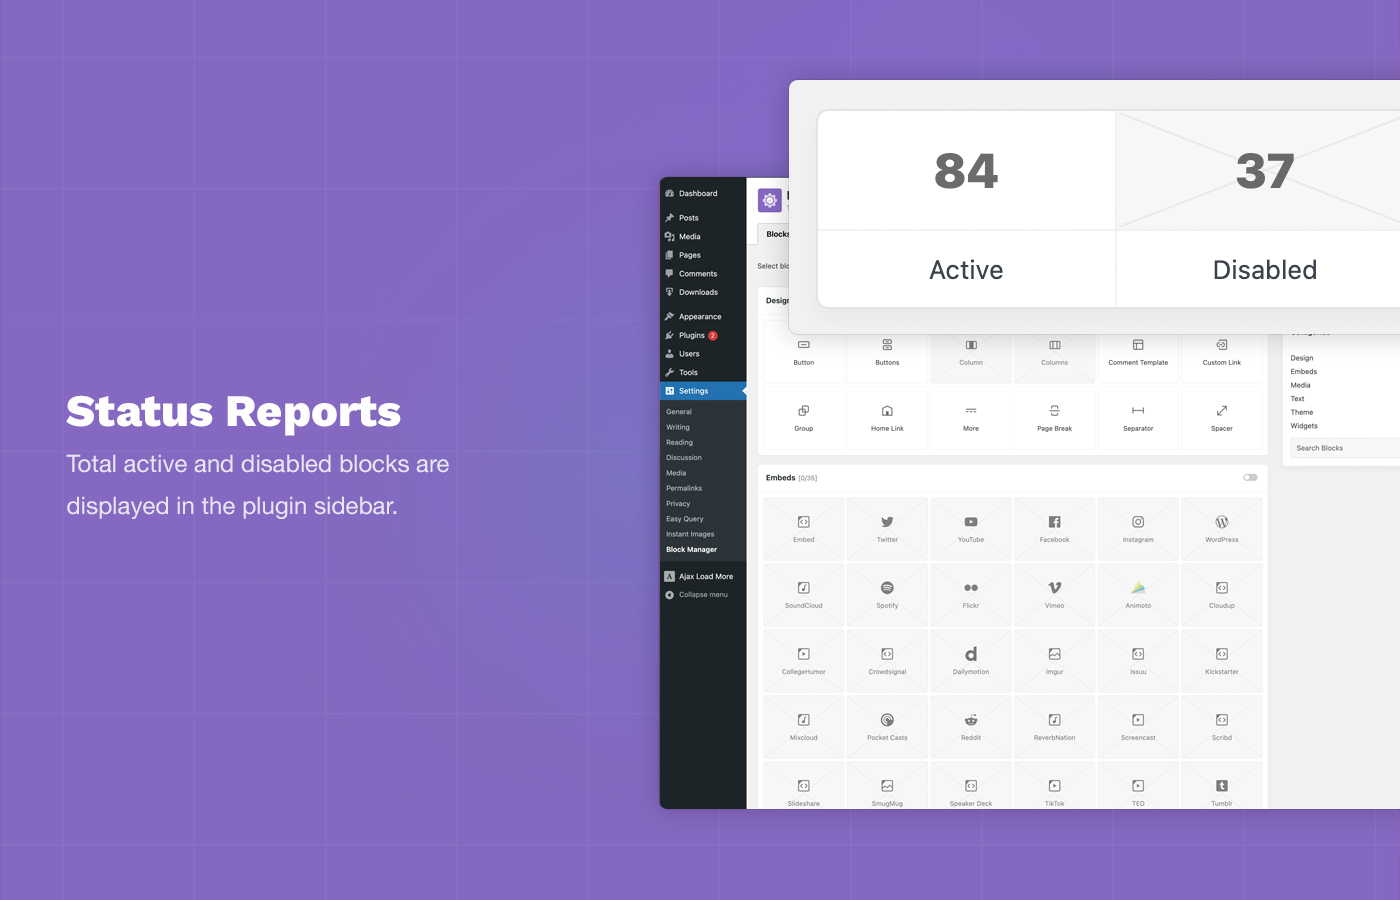 Status Reports
Total active and disabled blocks are
displayed in the plugin sidebar.
84
37
Active
Disabled
Dashboard
Posts
Media
Pages
Comments
Downloads
Appearance
Plugins 2
Users
Tools
Settings
General
Writing
Reading
Discussion
Media
Permalinks
Privacy
Easy Query
Instant Images
Block Manager
Ajax Load More
Collapse menu
Blocks
Select
Button
Buttons
Column
Columns
Comment Template
Custom Link
Group
Home Link
More
Page Break
Separator
Spacer
Embeds [0/35]
Embed
Twitter
YouTube
Facebook
Instagram
WordPress
SoundCloud
Spotify
Flickr
Vimeo
Animoto
Cloudup
CollegeHumor
Crowdsignal
Dailymotion
Imgur
Issuu
Kickstarter
Mixcloud
Pocket Casts
Reddit
ReverbNation
Screencast
Scribd
Slideshare
SmugMug
Speaker Deck
TikTok
TED
Tumblr
Design
Embeds
Media
Text
Theme
Widgets
Search Blocks